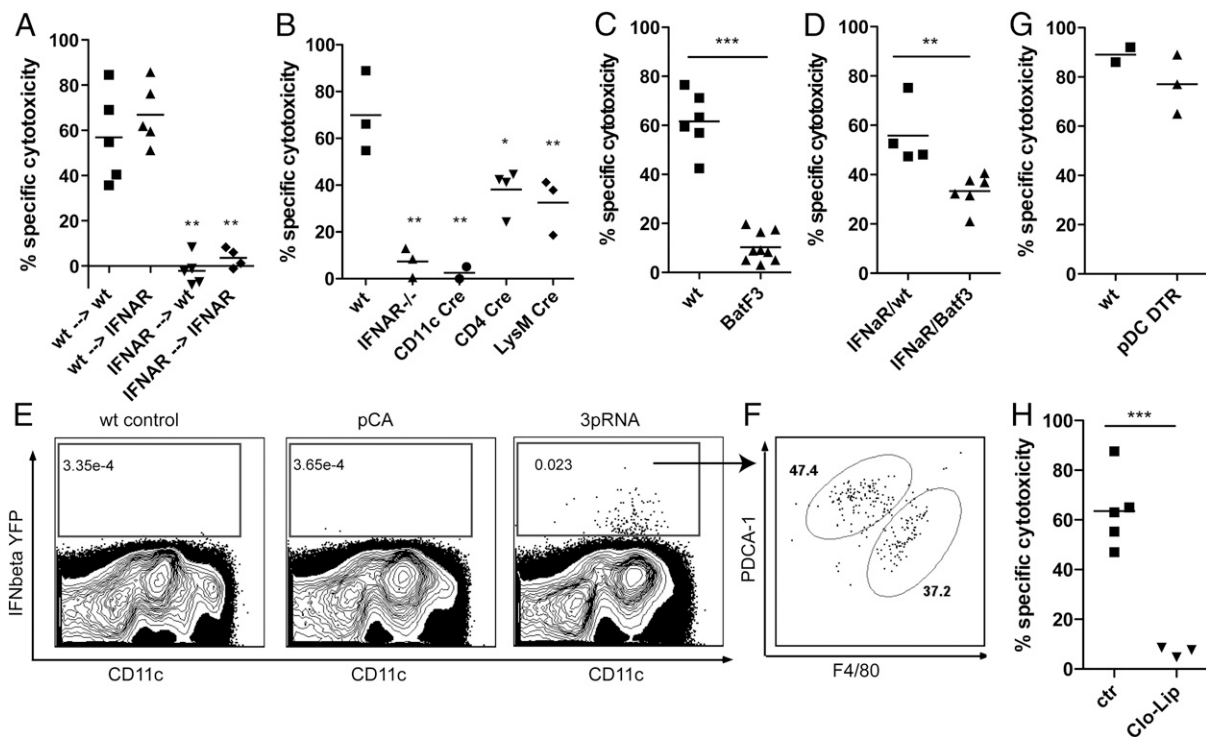 A
% specific cytotoxicity
100
80
60
40
20
0
** **
wt --> wt
wt --> IFNAR
IFNAR --> wt
IFNAR --> IFNAR
B
% specific cytotoxicity
100
80
60
40
20
0
** ** * **
wt
IFNAR-/-
CD11c Cre
CD4 Cre
LysM Cre
C
% specific cytotoxicity
100
80
60
40
20
0
***
wt
BatF3
D
% specific cytotoxicity
100
80
60
40
20
0
**
IFNaR/wt
IFNaR/Batf3
G
% specific cytotoxicity
100
80
60
40
20
0
wt
pDC DTR
E
wt control
pCA
3pRNA
3.35e-4
3.65e-4
0.023
IFNbeta YFP
CD11c
CD11c
CD11c
F
47.4
37.2
PDCA-1
F4/80
H
% specific cytotoxicity
100
80
60
40
20
0
***
ctr
Clo-Lip